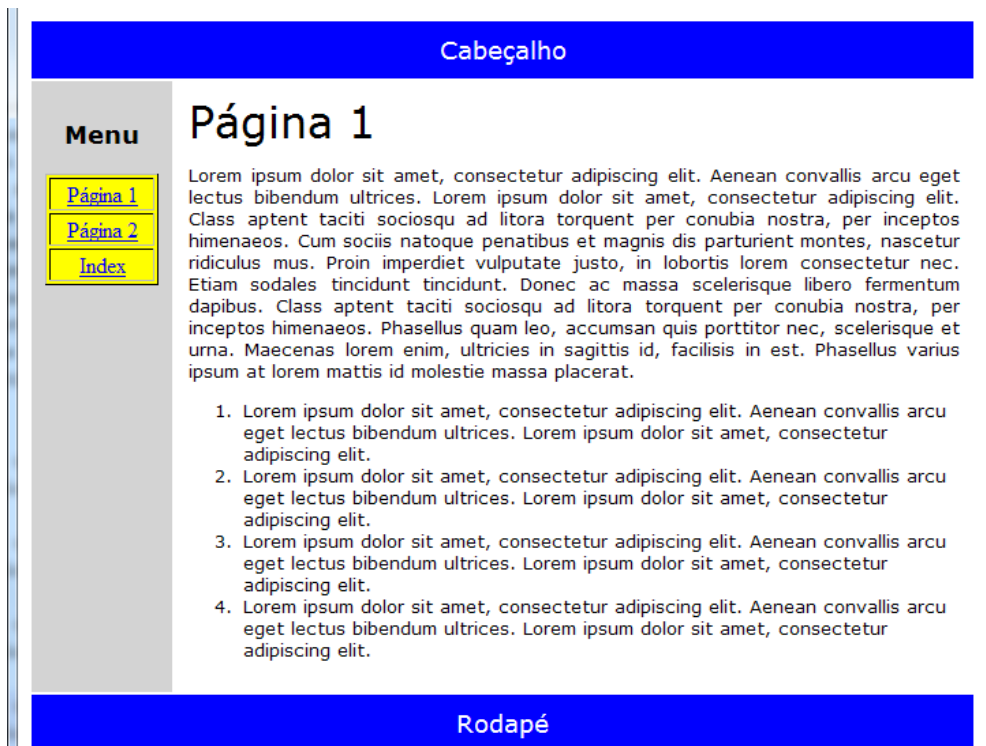 Cabeçalho
Menu
Página 1
Página 2
Index
Página 1
Lorem ipsum dolor sit amet, consectetur adipiscing elit. Aenean convallis arcu eget
lectus bibendum ultrices. Lorem ipsum dolor sit amet, consectetur adipiscing elit.
Class aptent taciti sociosqu ad litora torquent per conubia nostra, per inceptos
himenaeos. Cum sociis natoque penatibus et magnis dis parturient montes, nascetur
ridiculus mus. Proin imperdiet vulputate justo, in lobortis lorem consectetur nec.
Etiam sodales tincidunt tincidunt. Donec ac massa scelerisque libero fermentum
dapibus. Class aptent taciti sociosqu ad litora torquent per conubia nostra, per
inceptos himenaeos. Phasellus quam leo, accumsan quis porttitor nec, scelerisque et
urna. Maecenas lorem enim, ultricies in sagittis id, facilisis in est. Phasellus varius
ipsum at lorem mattis id molestie massa placerat.
1. Lorem ipsum dolor sit amet, consectetur adipiscing elit. Aenean convallis arcu
eget lectus bibendum ultrices. Lorem ipsum dolor sit amet, consectetur
adipiscing elit.
2. Lorem ipsum dolor sit amet, consectetur adipiscing elit. Aenean convallis arcu
eget lectus bibendum ultrices. Lorem ipsum dolor sit amet, consectetur
adipiscing elit.
3. Lorem ipsum dolor sit amet, consectetur adipiscing elit. Aenean convallis arcu
eget lectus bibendum ultrices. Lorem ipsum dolor sit amet, consectetur
adipiscing elit.
4. Lorem ipsum dolor sit amet, consectetur adipiscing elit. Aenean convallis arcu
eget lectus bibendum ultrices. Lorem ipsum dolor sit amet, consectetur
adipiscing elit.
Rodapé